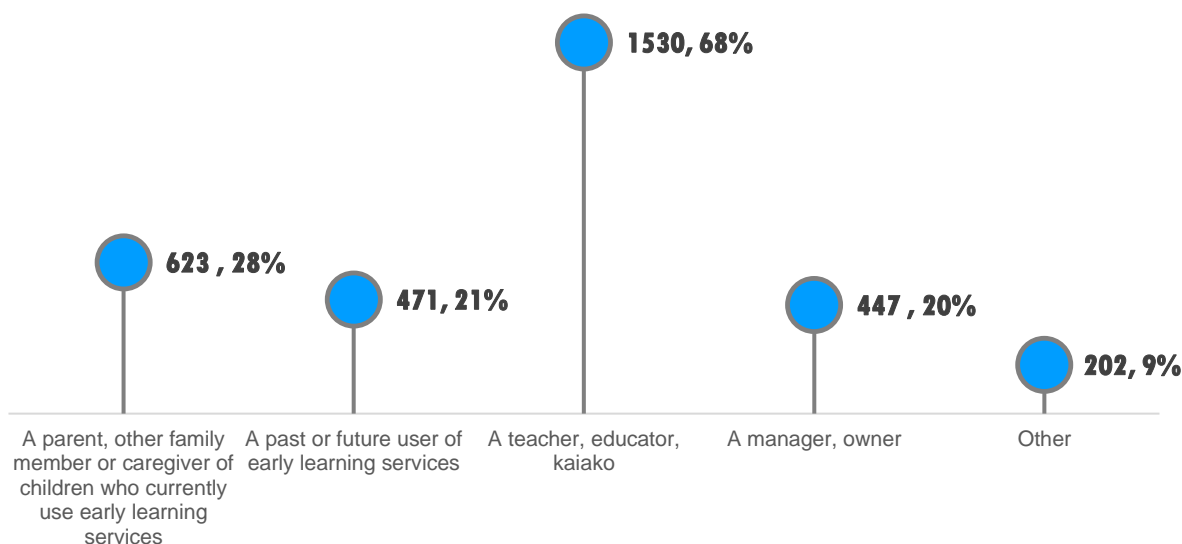 1530, 68%
623 , 28%
471, 21%
447 , 20%
202, 9%
A parent, other family
member or caregiver of
children who currently
use early learning
services
A past or future user of
early learning services
A teacher, educator,
kaiako
A manager, owner
Other